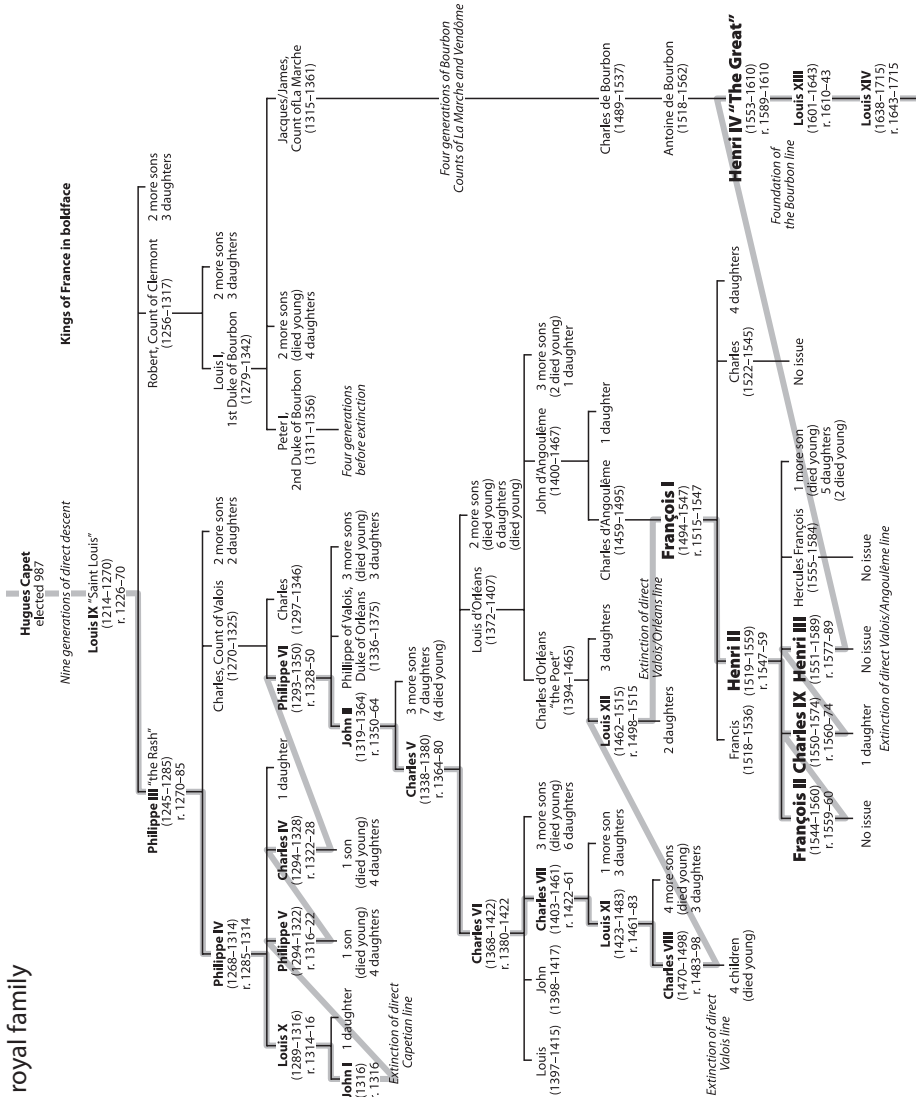 royal family
Hugues Capet
elected 987
Nine generations of direct descent
Kings of France in boldface
Louis IX "Saint Louis"
(1214–1270)
r. 1226–70
Philippe III "the Rash"
(1245–1285)
r. 1270–85
Robert, Count of Clermont
(1256–1317)
2 more sons
3 daughters
Philippe IV
(1268–1314)
r. 1285–1314
Charles, Count of Valois
(1270–1325)
2 more sons
2 daughters
Louis I,
1st Duke of Bourbon
(1279–1342)
2 more sons
3 daughters
Louis X
(1289–1316)
r. 1314–16
Philippe V
(1294–1322)
r. 1316–22
Charles IV
(1294–1328)
r. 1322–28
1 daughter
Philippe VI
(1293–1350)
r. 1328–50
Charles
(1297–1346)
Peter I,
2nd Duke of Bourbon
(1311–1356)
2 more sons
(died young)
4 daughters
Jacques/James,
Count of La Marche
(1315–1361)
John I
(1316)
r. 1316
1 daughter
1 son
(died young)
4 daughters
1 son
(died young)
4 daughters
John II
(1319–1364)
r. 1350–64
Philippe of Valois,
Duke of Orléans
(1336–1375)
3 more sons
(died young)
3 daughters
Four generations
before extinction
Extinction of direct
Capetian line
Charles V
(1338–1380)
r. 1364–80
3 more sons
7 daughters
(4 died young)
Four generations of Bourbon
Counts of La Marche and Vendôme
Charles VI
(1368–1422)
r. 1380–1422
Louis d'Orléans
(1372–1407)
2 more sons
(died young)
6 daughters
(died young)
Louis
(1397–1415)
John
(1398–1417)
Charles VII
(1403–1461)
r. 1422–61
3 more sons
(died young)
6 daughters
Charles d'Orléans
"the Poet"
(1394–1465)
John d'Angoulême
(1400–1467)
3 more sons
(2 died young)
1 daughter
Louis XI
(1423–1483)
r. 1461–83
1 more son
3 daughters
Louis XII
(1462–1515)
r. 1498–1515
3 daughters
Charles d'Angoulême
(1459–1495)
1 daughter
Charles de Bourbon
(1489–1537)
Charles VIII
(1470–1498)
r. 1483–98
4 more sons
(died young)
3 daughters
2 daughters
Extinction of direct
Valois/Orléans line
François I
(1494–1547)
r. 1515–1547
Antoine de Bourbon
(1518–1562)
4 children
(died young)
Extinction of direct
Valois line
Francis
(1518–1536)
Henri II
(1519–1559)
r. 1547–59
Charles
(1522–1545)
4 daughters
Henri IV "The Great"
(1553–1610)
r. 1589–1610
Foundation of
the Bourbon line
François II
(1544–1560)
r. 1559–60
Charles IX
(1550–1574)
r. 1560–74
Henri III
(1551–1589)
r. 1577–89
Hercules François
(1555–1584)
1 more son
(died young)
5 daughters
(2 died young)
No issue
Louis XIII
(1601–1643)
r. 1610–43
No issue
1 daughter
No issue
No issue
Extinction of direct Valois/Angoulême line
Louis XIV
(1638–1715)
r. 1643–1715